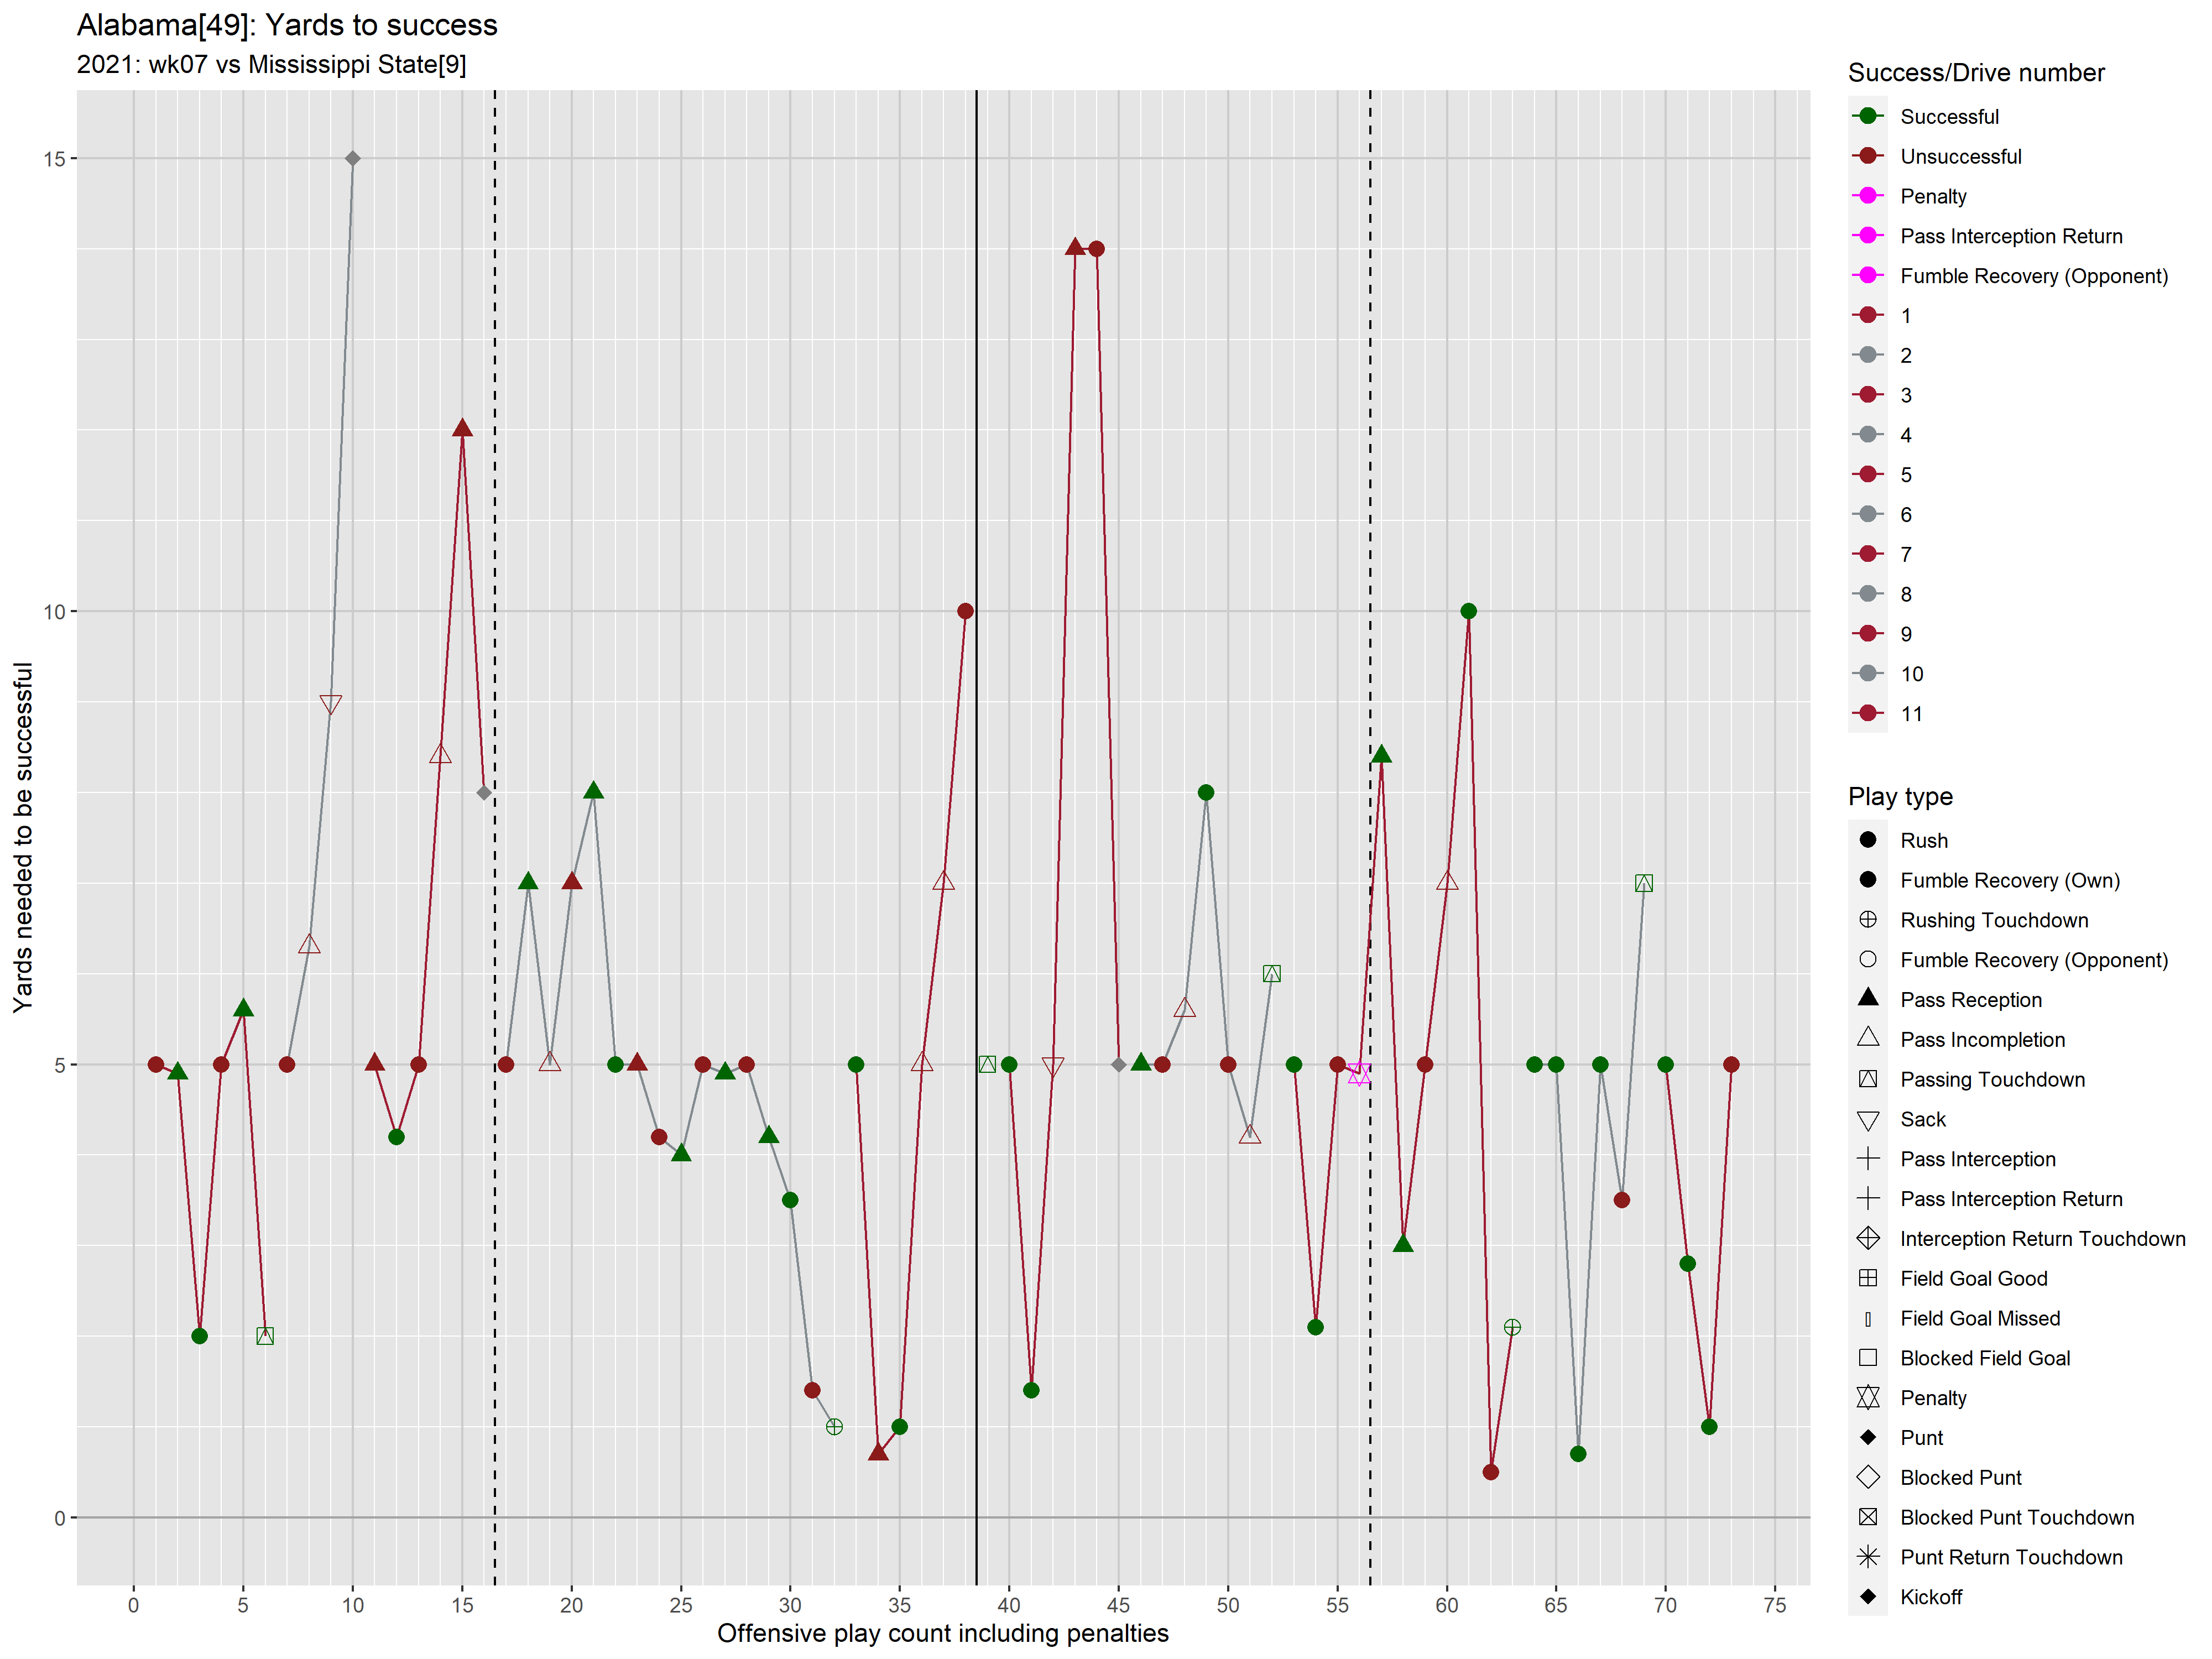 Alabama[49]: Yards to success
2021: wk07 vs Mississippi State[9]
Yards needed to be successful
15
10
5
0
0 5 10 15 20 25 30 35 40 45 50 55 60 65 70 75
Offensive play count including penalties
Success/Drive number
Successful
Unsuccessful
Penalty
Pass Interception Return
Fumble Recovery (Opponent)
1
2
3
4
5
6
7
8
9
10
11
Play type
Rush
Fumble Recovery (Own)
Rushing Touchdown
Fumble Recovery (Opponent)
Pass Reception
Pass Incompletion
Passing Touchdown
Sack
Pass Interception
Pass Interception Return
Interception Return Touchdown
Field Goal Good
Field Goal Missed
Blocked Field Goal
Penalty
Punt
Blocked Punt
Blocked Punt Touchdown
Punt Return Touchdown
Kickoff